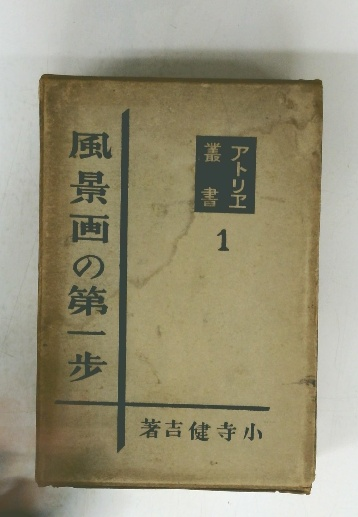 風景画の第一歩
アトリヱ
叢書
1
小寺健吉著